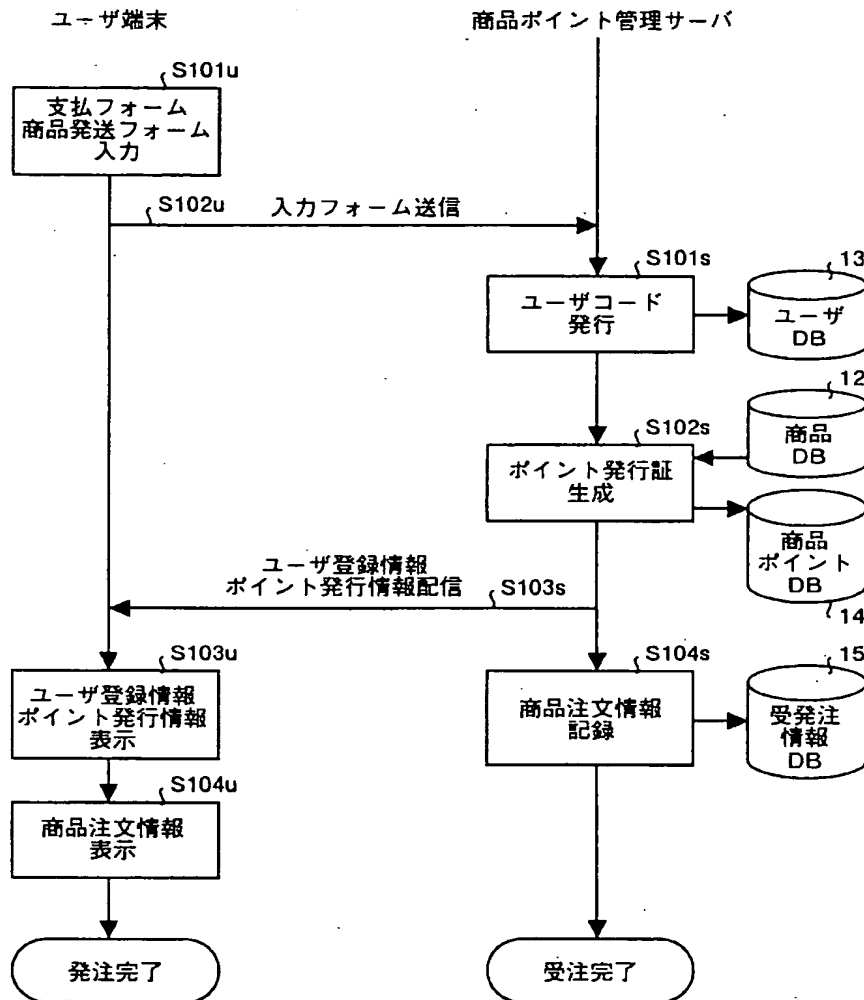 ユーザ端末
商品ポイント管理サーバ
S101u
支払フォーム
商品発送フォーム
入力
S102u
入力フォーム送信
S101s
ユーザコード
発行
13
ユーザ
DB
12
商品
DB
S102s
ポイント発行証
生成
商品
ポイント
DB
14
ユーザ登録情報
ポイント発行情報配信
S103s
S103u
ユーザ登録情報
ポイント発行情報
表示
S104s
商品注文情報
記録
15
受発注
情報
DB
S104u
商品注文情報
表示
発注完了
受注完了